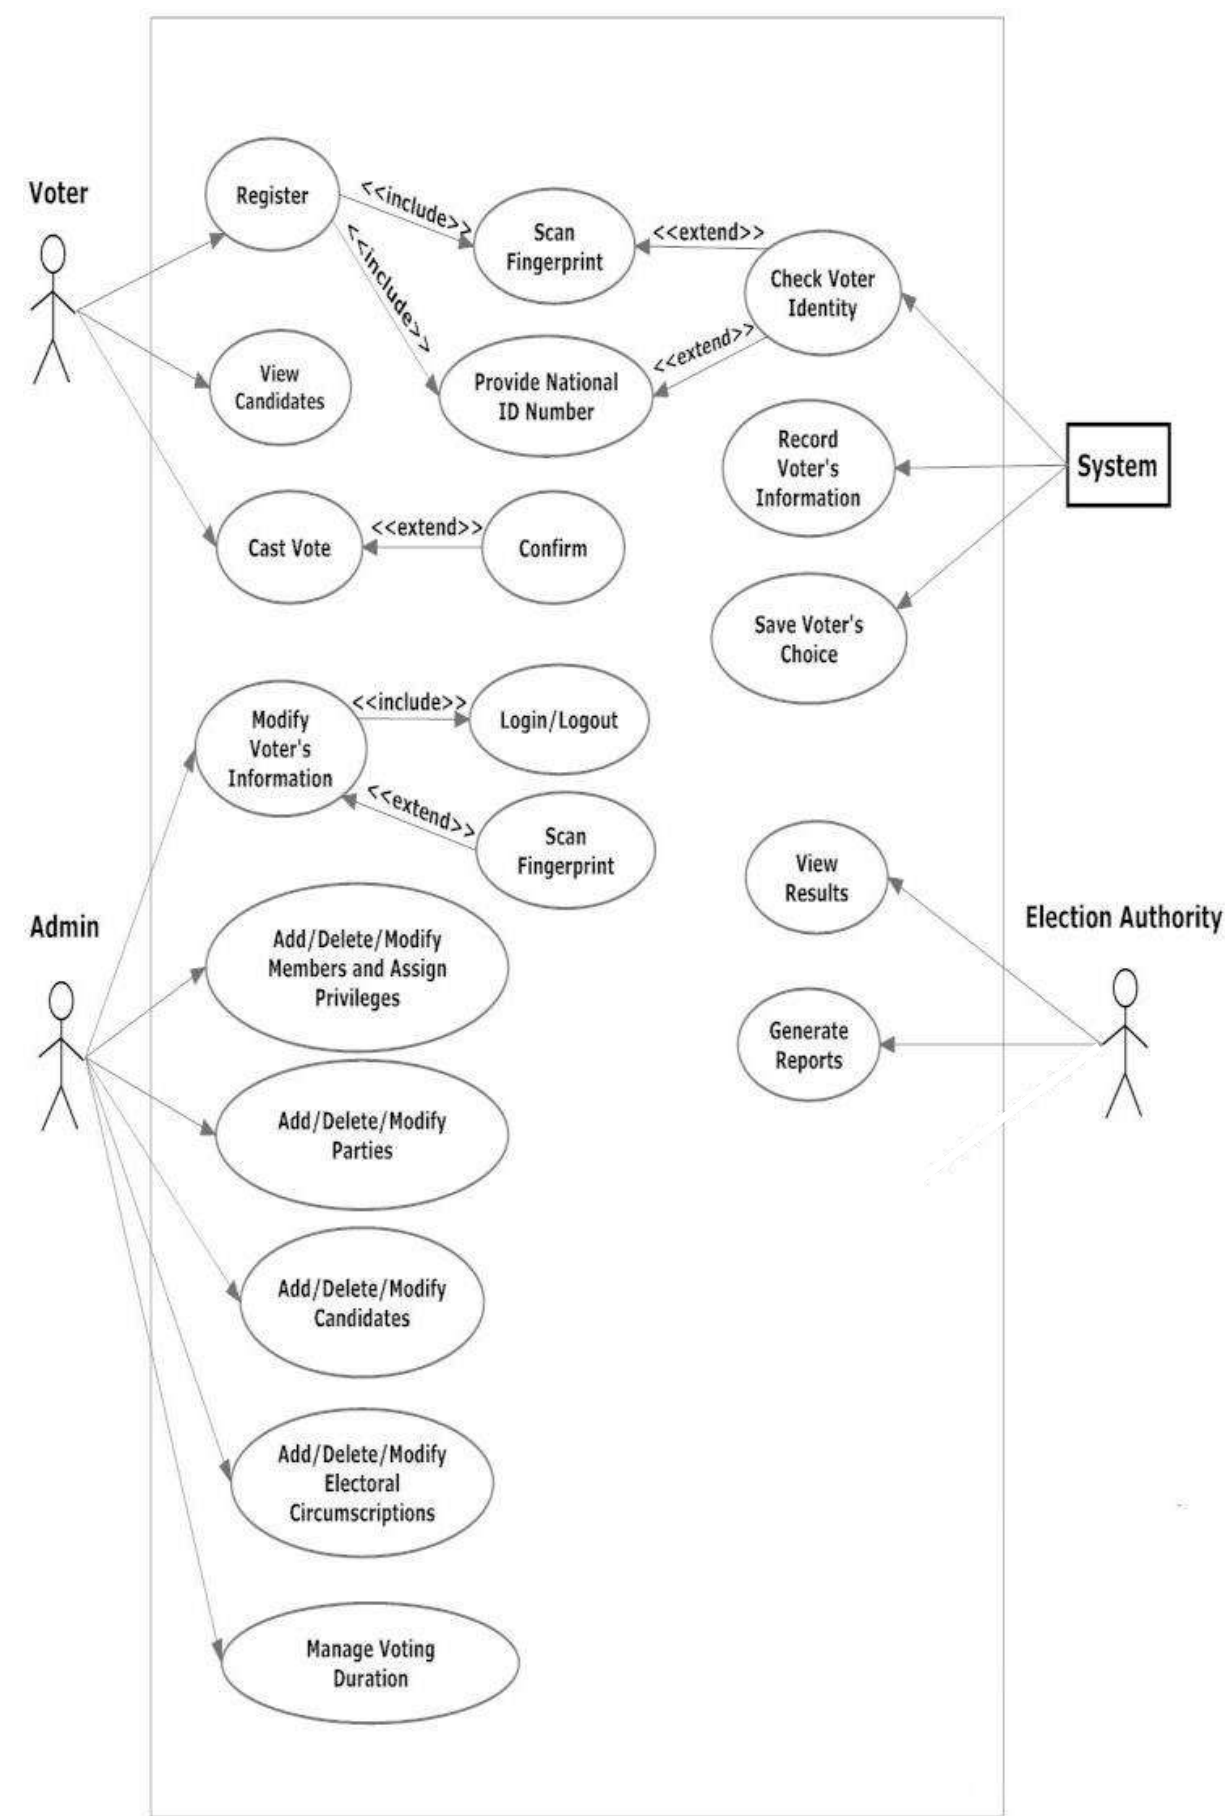 Voter
Register
<<include>>
<<include>>
Scan
Fingerprint
<<extend>>
Check Voter
Identity
View
Candidates
Provide National
ID Number
<<extend>>
Record
Voter's
Information
System
Cast Vote
<<extend>>
Confirm
Save Voter's
Choice
Modify
Voter's
Information
<<include>>
Login/Logout
<<extend>>
Scan
Fingerprint
View
Results
Admin
Election Authority
Add/Delete/Modify
Members and Assign
Privileges
Generate
Reports
Add/Delete/Modify
Parties
Add/Delete/Modify
Candidates
Add/Delete/Modify
Electoral
Circumscriptions
Manage Voting
Duration